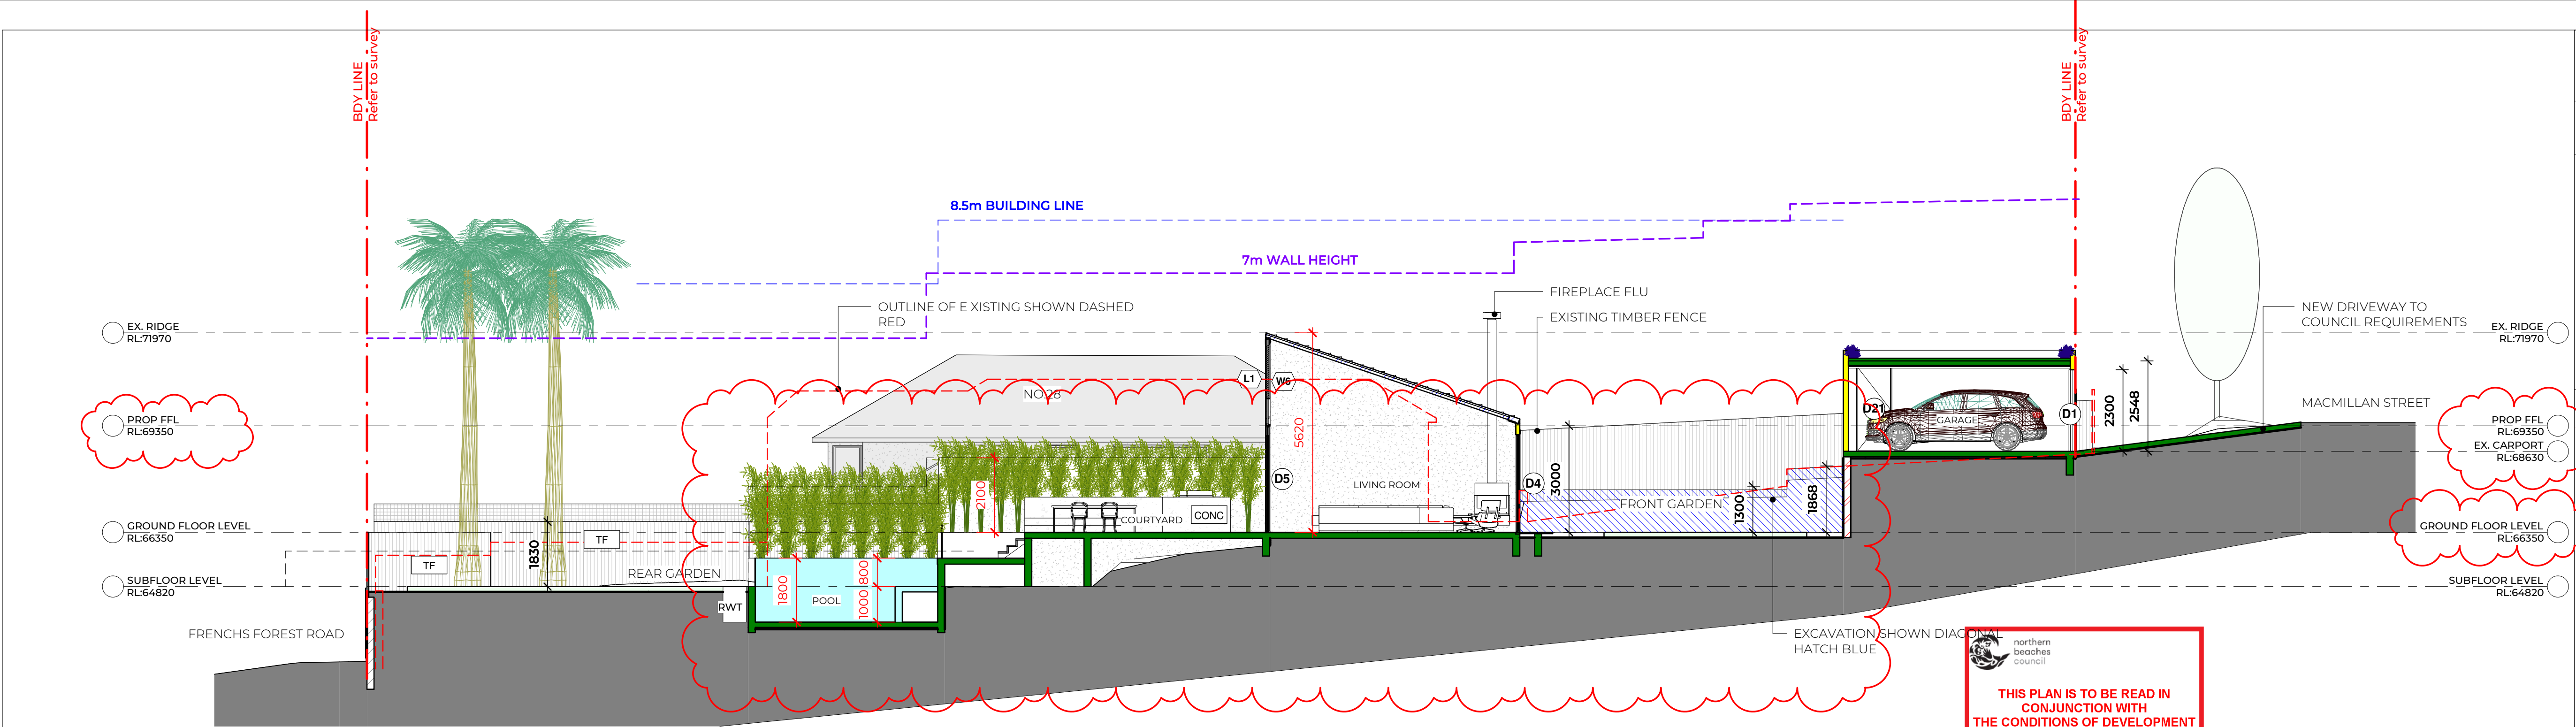 BDY LINE
Refer to survey
BDY LINE
Refer to survey
8.5m BUILDING LINE
7m WALL HEIGHT
OUTLINE OF E XISTING SHOWN DASHED
RED
FIREPLACE FLU
EXISTING TIMBER FENCE
NEW DRIVEWAY TO
COUNCIL REQUIREMENTS
EX. RIDGE
RL:71970
EX. RIDGE
RL:71970
L1
W6
NO.28
D21
GARAGE
D1
2300
2548
MACMILLAN STREET
PROP FFL
RL:69350
PROP FFL
RL:69350
EX. CARPORT
RL:68630
5620
D5
LIVING ROOM
D4
3000
2100
COURTYARD
CONC
FRONT GARDEN
1300
1868
GROUND FLOOR LEVEL
RL:66350
GROUND FLOOR LEVEL
RL:66350
TF
TF
1830
REAR GARDEN
SUBFLOOR LEVEL
RL:64820
SUBFLOOR LEVEL
RL:64820
RWT
1800
POOL
800
1000
FRENCHS FOREST ROAD
EXCAVATION SHOWN DIAGONAL
HATCH BLUE
northern
beaches
council
THIS PLAN IS TO BE READ IN
CONJUNCTION WITH
THE CONDITIONS OF DEVELOPMENT